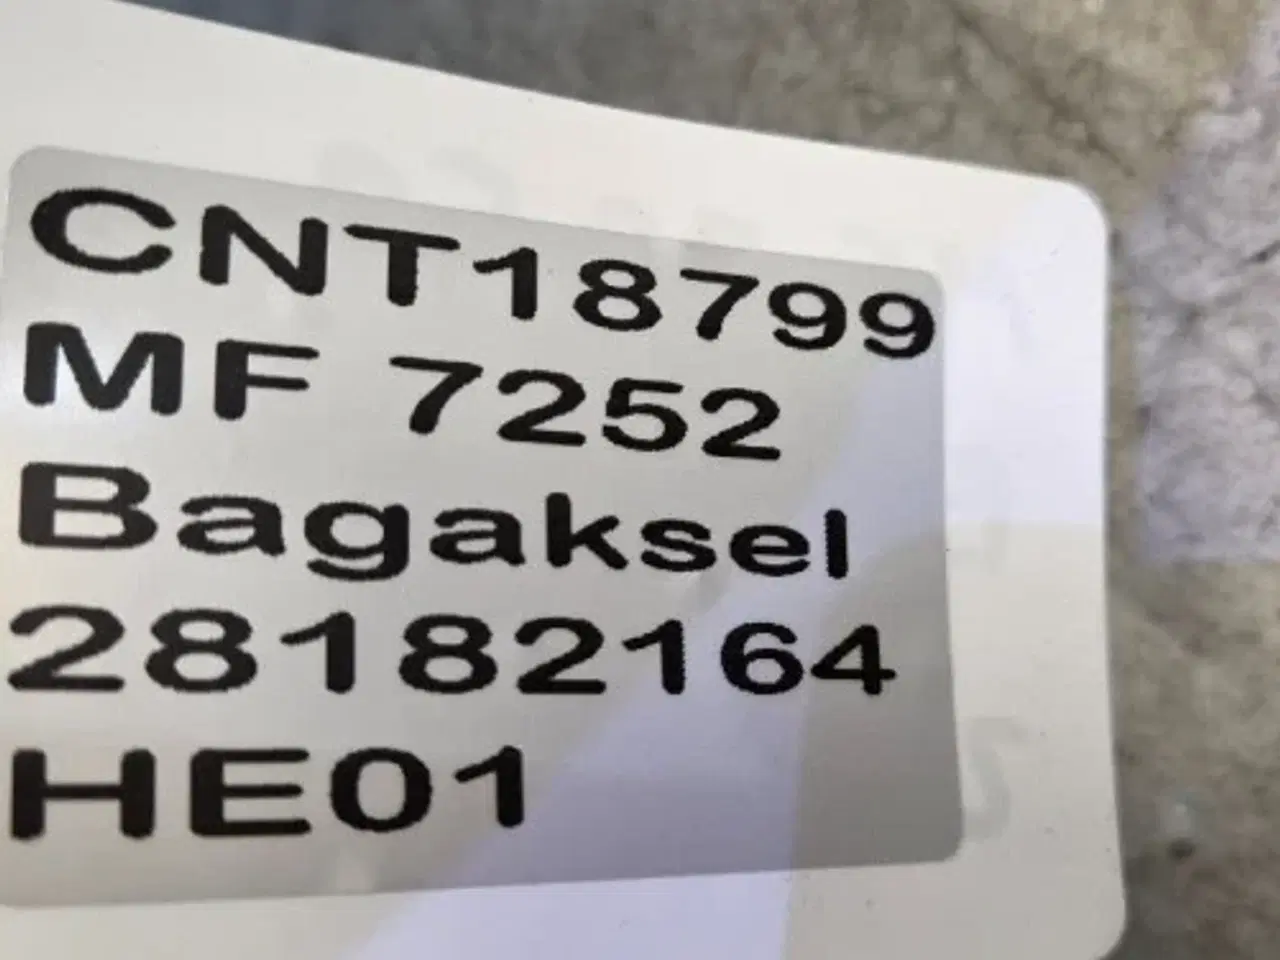 CNT18799
MF 7252
Bagaksel
28182164
HE01